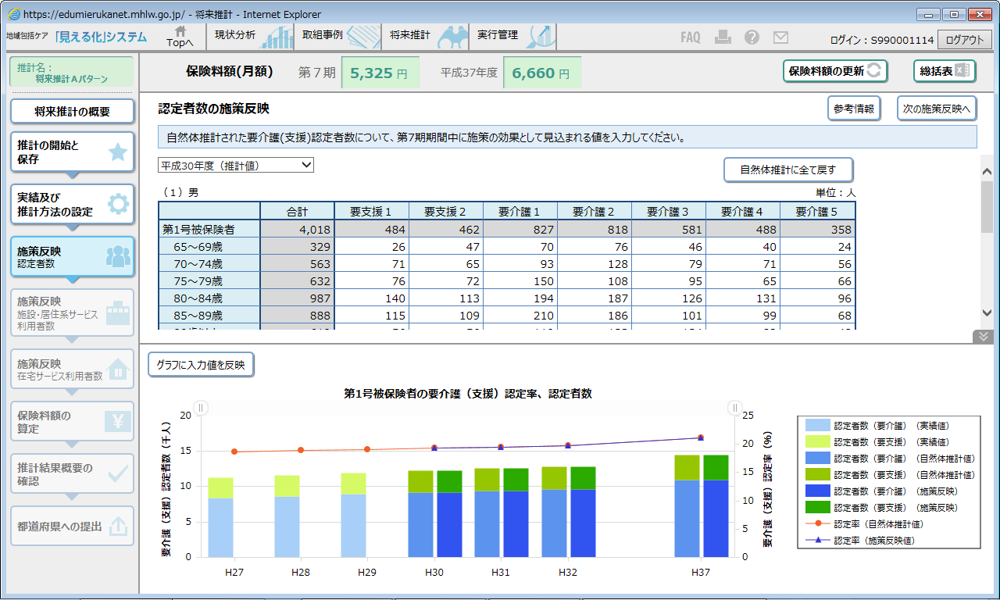 https://edumierukanet.mhlw.go.jp/ - 将来推計 - Internet Explorer
地域包括ケア 「見える化」システム
Topへ
現状分析
取組事例
将来推計
実行管理
FAQ
ログイン：S990001114
ログアウト
推計名：
将来推計Aパターン
保険料額(月額)
第７期
5,325 円
平成37年度
6,660 円
保険料額の更新
総括表
将来推計の概要
推計の開始と
保存
実績及び
推計方法の設定
施策反映
認定者数
施策反映
施設・居住系サービス
利用者数
施策反映
在宅サービス利用者数
保険料額の
算定
推計結果概要の
確認
都道府県への提出
認定者数の施策反映
参考情報
次の施策反映へ
自然体推計された要介護(支援)認定者数について、第7期期間中に施策の効果として見込まれる値を入力してください。
平成30年度（推計値）
自然体推計に全て戻す
（１）男
単位：人
合計 要支援１ 要支援２ 要介護１ 要介護２ 要介護３ 要介護４ 要介護５
第1号被保険者 4,018 484 462 827 818 581 488 358
65～69歳 329 26 47 70 76 46 40 24
70～74歳 563 71 65 93 128 79 71 56
75～79歳 632 76 72 150 108 95 65 66
80～84歳 987 140 113 194 187 126 131 96
85～89歳 888 115 109 210 186 101 99 68
グラフに入力値を反映
第1号被保険者の要介護（支援）認定率、認定者数
要介護（支援）認定者数（千人）
20
15
10
5
0
H27 H28 H29 H30 H31 H32 H37
25
20
15
10
5
0
要介護（支援）認定率（%）
認定者数（要介護）（実績値）
認定者数（要支援）（実績値）
認定者数（要介護）（自然体推計値）
認定者数（要支援）（自然体推計値）
認定者数（要介護）（施策反映）
認定者数（要支援）（施策反映）
認定率（自然体推計値）
認定率（施策反映値）